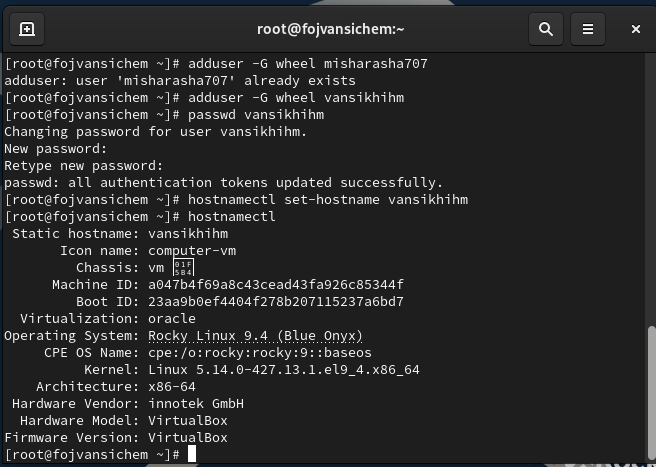 root@fojvansichem:~
[root@fojvansichem ~]# adduser -G wheel misharasha707
adduser: user 'misharasha707' already exists
[root@fojvansichem ~]# adduser -G wheel vansikhihm
[root@fojvansichem ~]# passwd vansikhihm
Changing password for user vansikhihm.
New password:
Retype new password:
passwd: all authentication tokens updated successfully.
[root@fojvansichem ~]# hostnamectl set-hostname vansikhihm
[root@fojvansichem ~]# hostnamectl
Static hostname: vansikhihm
Icon name: computer-vm
Chassis: vm 🖴
Machine ID: a047b4f69a8c43cead43fa926c85344f
Boot ID: 23aa9b0ef4404f278b207115237a6bd7
Virtualization: oracle
Operating System: Rocky Linux 9.4 (Blue Onyx)
CPE OS Name: cpe:/o:rocky:rocky:9::baseos
Kernel: Linux 5.14.0-427.13.1.el9_4.x86_64
Architecture: x86-64
Hardware Vendor: innotek GmbH
Hardware Model: VirtualBox
Firmware Version: VirtualBox
[root@fojvansichem ~]#